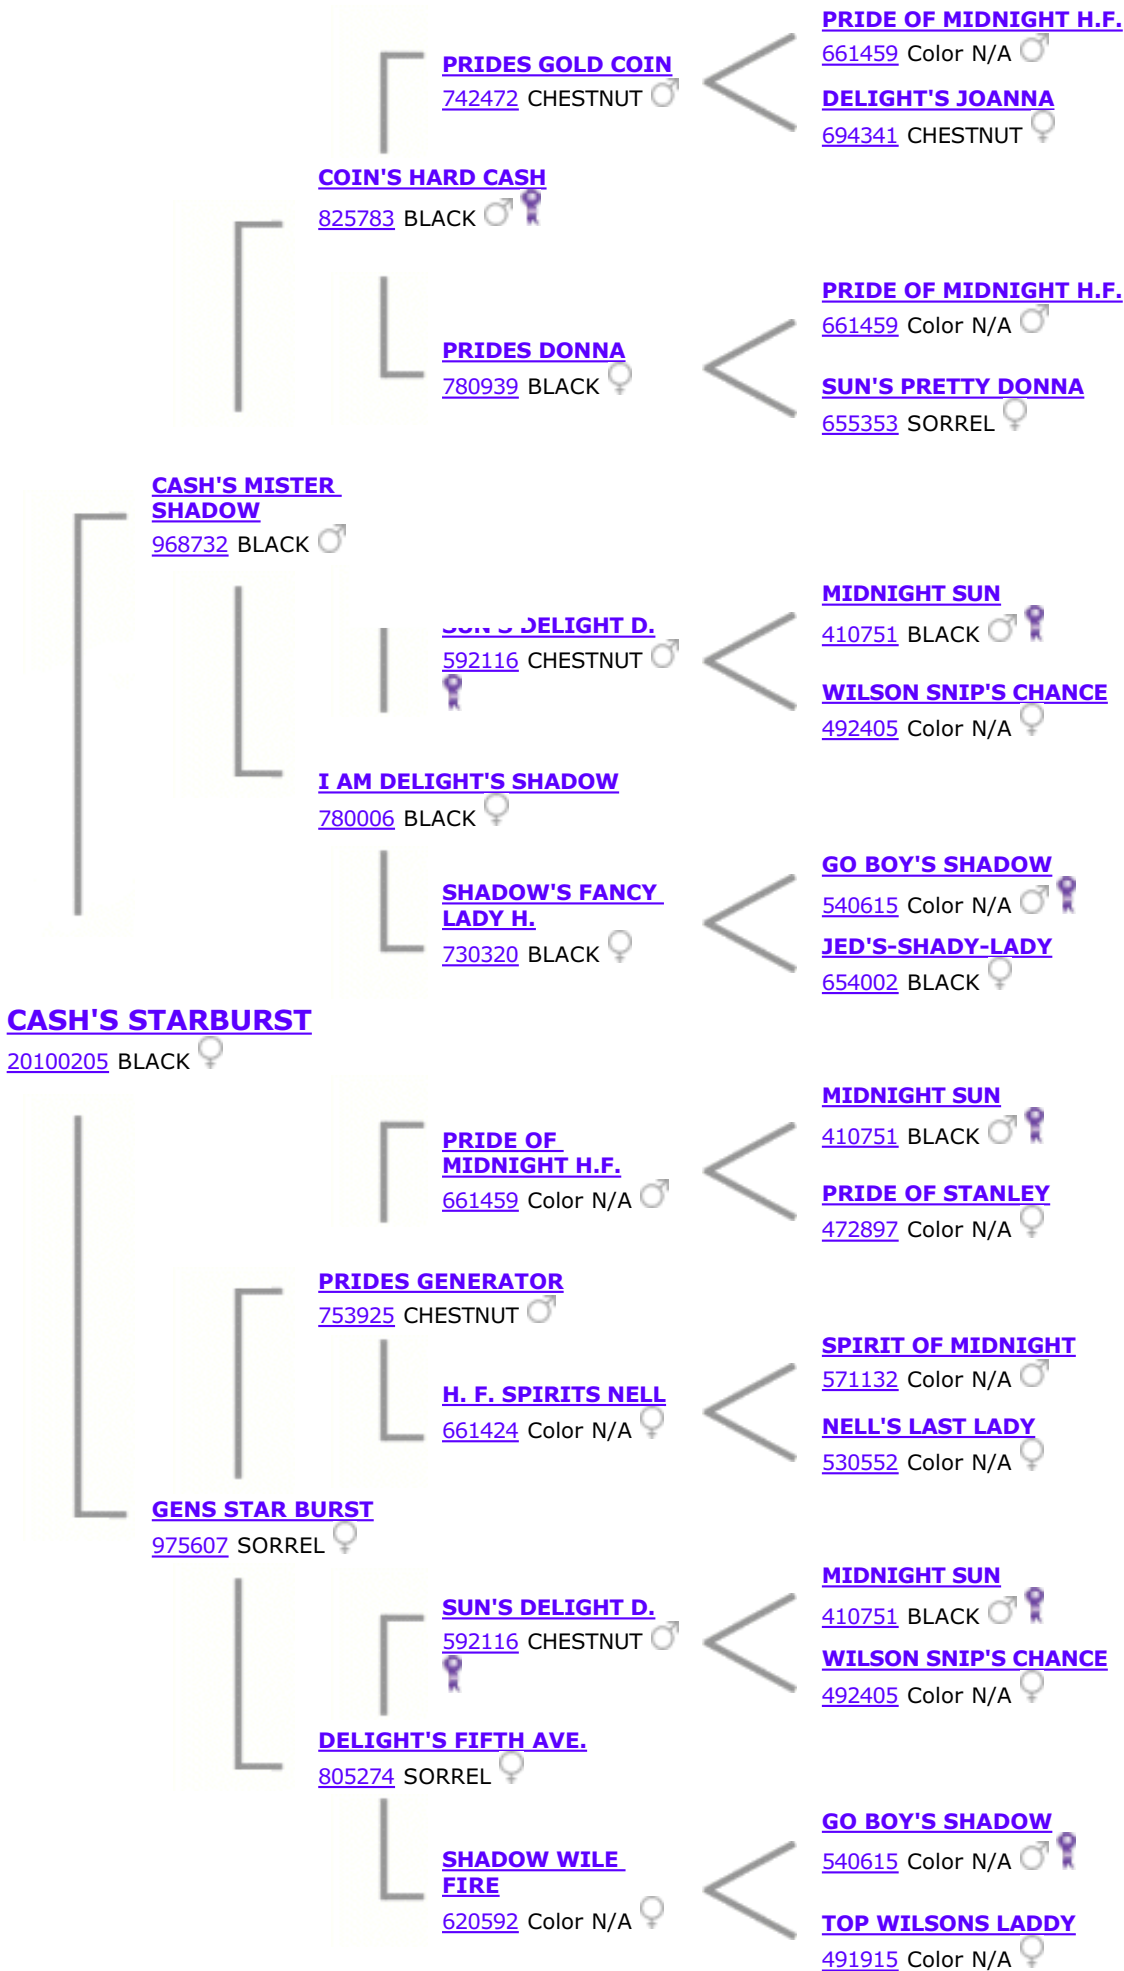 PRIDE OF MIDNIGHT H.F.
661459 Color N/A
PRIDES GOLD COIN
742472 CHESTNUT
DELIGHT'S JOANNA
694341 CHESTNUT
COIN'S HARD CASH
825783 BLACK
PRIDE OF MIDNIGHT H.F.
661459 Color N/A
PRIDES DONNA
780939 BLACK
SUN'S PRETTY DONNA
655353 SORREL
CASH'S MISTER
SHADOW
968732 BLACK
MIDNIGHT SUN
410751 BLACK
SUN'S DELIGHT D.
592116 CHESTNUT
WILSON SNIP'S CHANCE
492405 Color N/A
I AM DELIGHT'S SHADOW
780006 BLACK
GO BOY'S SHADOW
540615 Color N/A
SHADOW'S FANCY
LADY H.
730320 BLACK
JED'S-SHADY-LADY
654002 BLACK
CASH'S STARBURST
20100205 BLACK
MIDNIGHT SUN
410751 BLACK
PRIDE OF
MIDNIGHT H.F.
661459 Color N/A
PRIDE OF STANLEY
472897 Color N/A
PRIDES GENERATOR
753925 CHESTNUT
SPIRIT OF MIDNIGHT
571132 Color N/A
H. F. SPIRITS NELL
661424 Color N/A
NELL'S LAST LADY
530552 Color N/A
GENS STAR BURST
975607 SORREL
MIDNIGHT SUN
410751 BLACK
SUN'S DELIGHT D.
592116 CHESTNUT
WILSON SNIP'S CHANCE
492405 Color N/A
DELIGHT'S FIFTH AVE.
805274 SORREL
GO BOY'S SHADOW
540615 Color N/A
SHADOW WILE
FIRE
620592 Color N/A
TOP WILSONS LADDY
491915 Color N/A